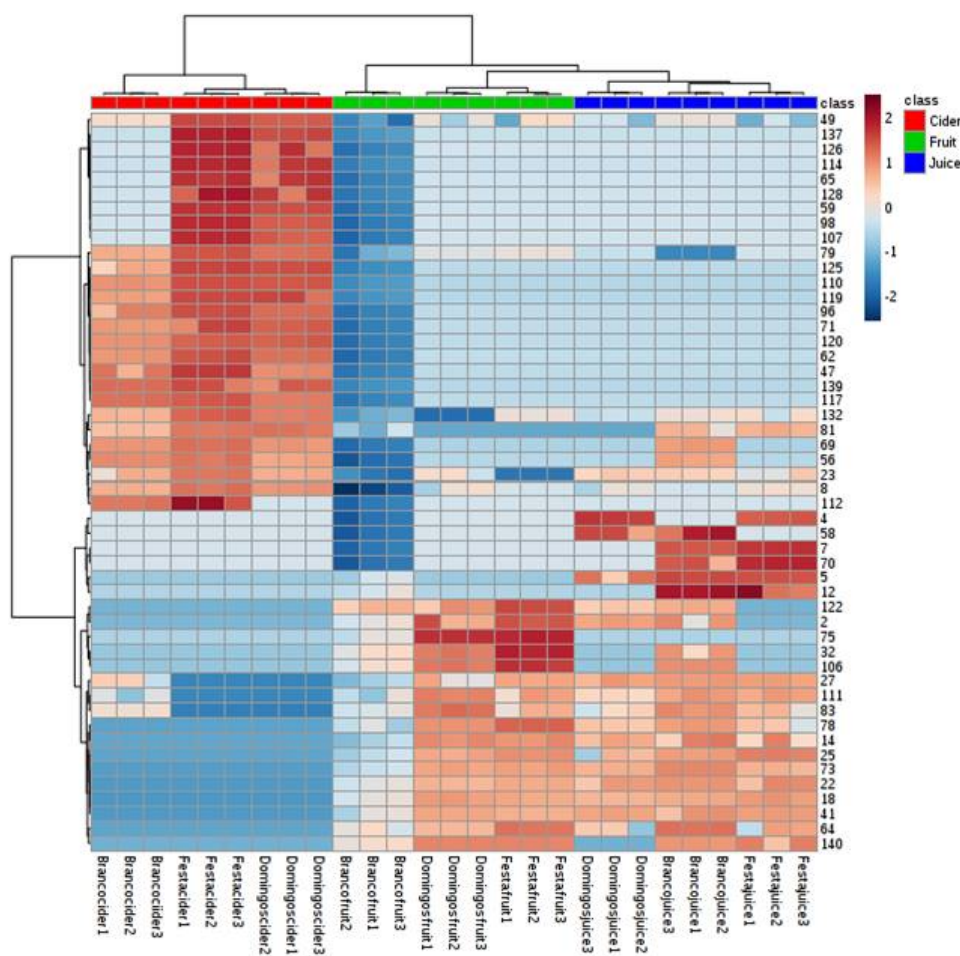 class
class
Cider
Fruit
Juice
2
1
0
-1
-2
49
137
126
114
65
128
59
98
107
79
125
110
119
96
71
120
62
47
139
117
132
81
69
56
23
8
112
4
58
7
70
5
12
122
2
75
32
106
27
111
83
78
14
25
73
22
18
41
64
140
Brancocider1
Brancocider2
Brancociider3
Festacider1
Festacider2
Festacider3
Domingoscider2
Domingoscider1
Domingoscider3
Brancofruit2
Brancofruit1
Brancofruit3
Domingosfruit1
Domingosfruit2
Domingosfruit3
Festafruit1
Festafruit2
Festafruit3
Domingosjuice3
Domingosjuice1
Domingosjuice2
Brancojuice3
Brancojuice1
Brancojuice2
Festajuice1
Festajuice2
Festajuice3